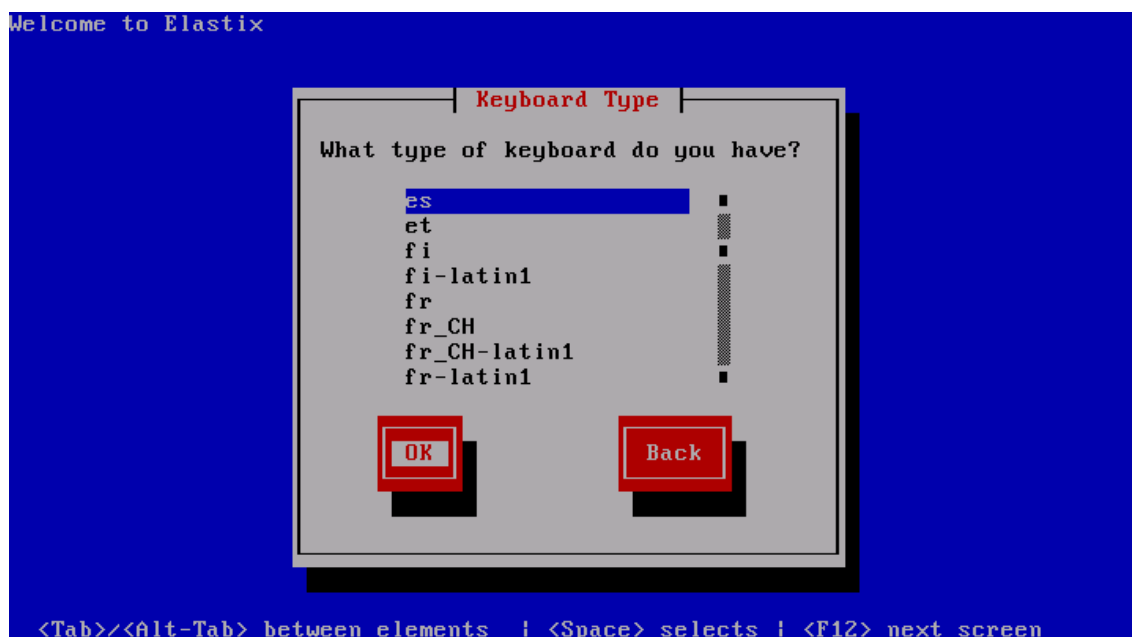 Welcome to Elastix
Keyboard Type
What type of keyboard do you have?
es
et
fi
fi-latin1
fr
fr_CH
fr_CH-latin1
fr-latin1
OK
Back
<Tab>/<Alt-Tab> between elements | <Space> selects | <F12> next screen